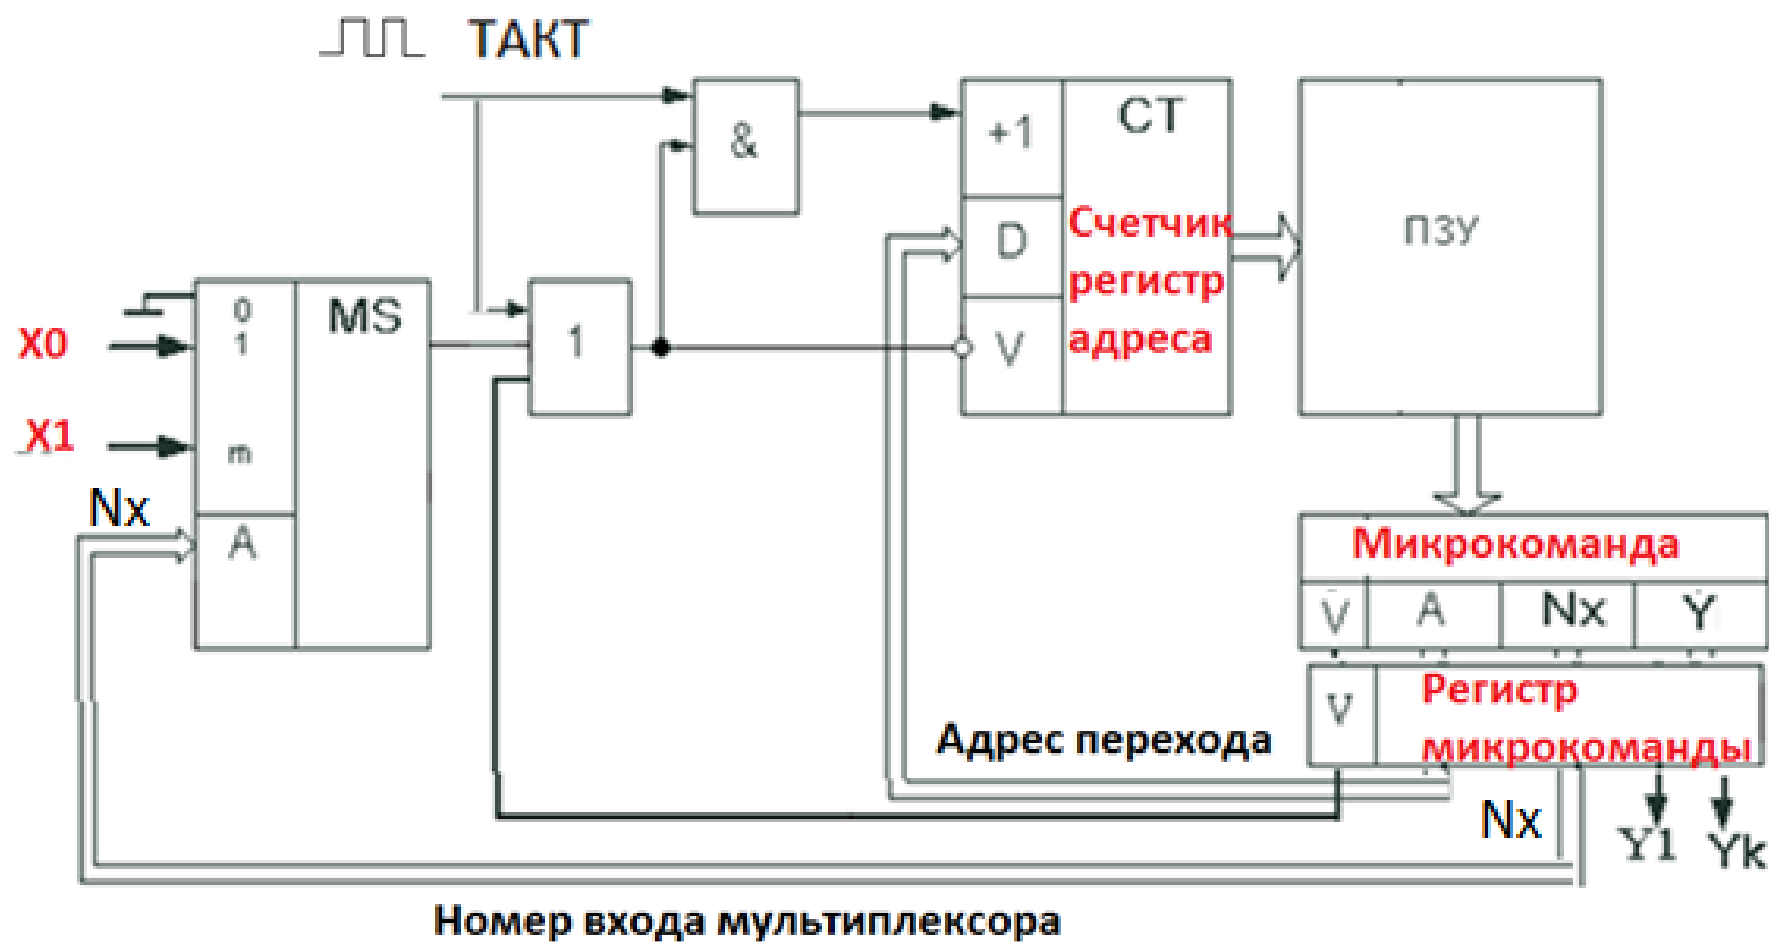 ТАКТ
&
+1
CT
D
V
Счетчик
регистр
адреса
ПЗУ
0
1
m
A
MS
1
X0
X1
Nx
Микрокоманда
V A Nx Y
V
Регистр
микрокоманды
Адрес перехода
Nx
Y1 Yk
Номер входа мультиплексора